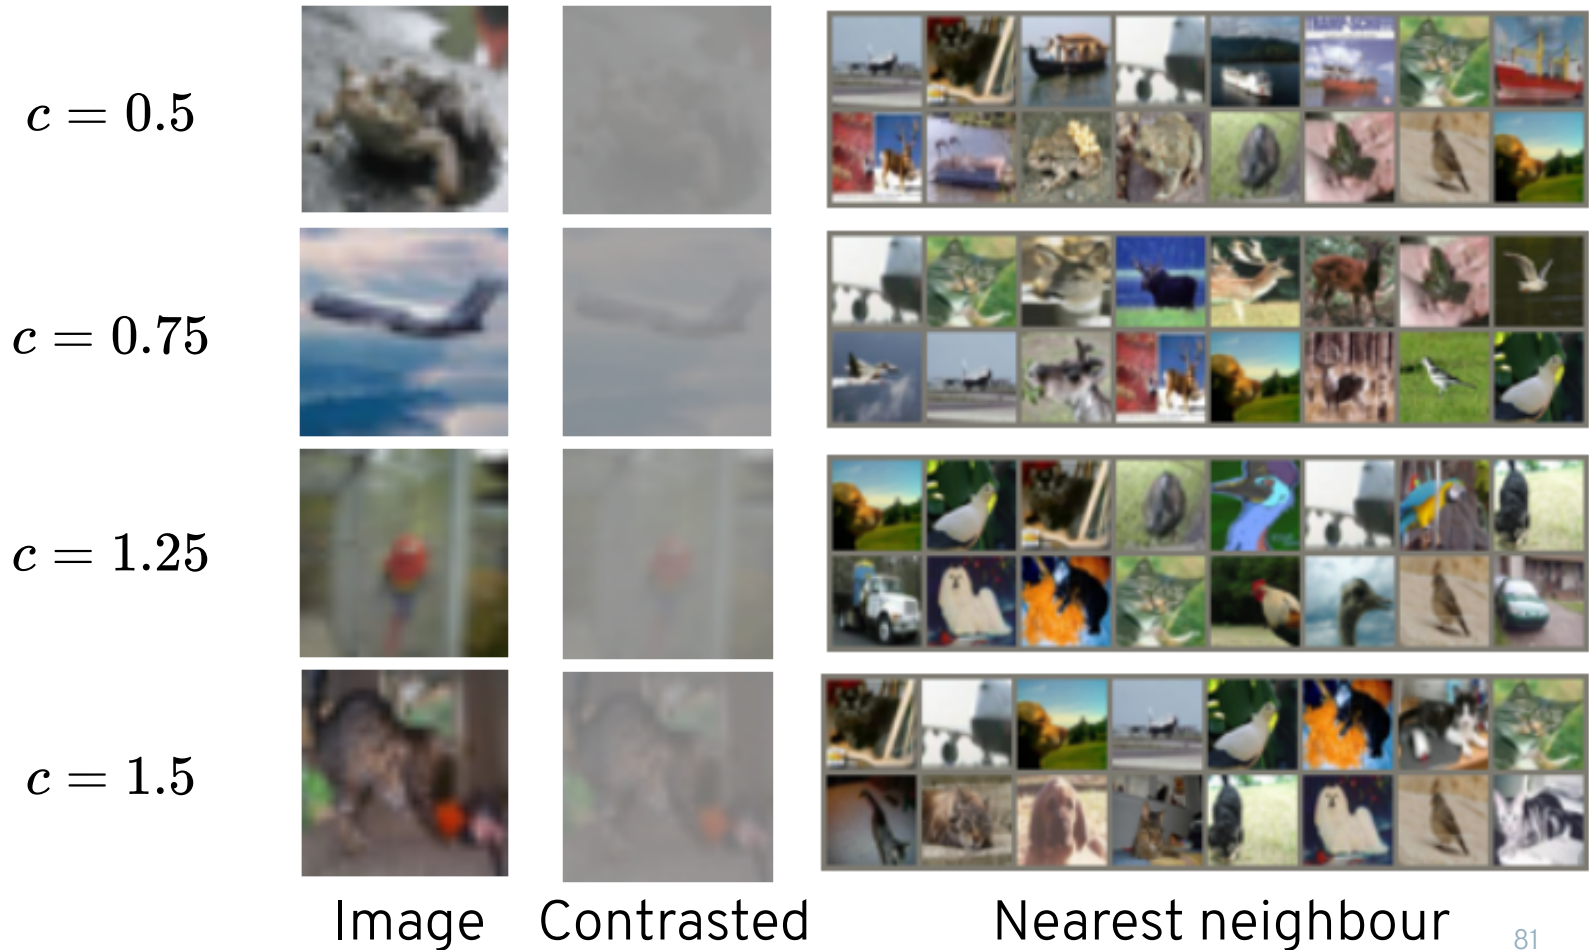 c = 0.5
c = 0.75
c = 1.25
c = 1.5
Image Contrasted Nearest neighbour
81